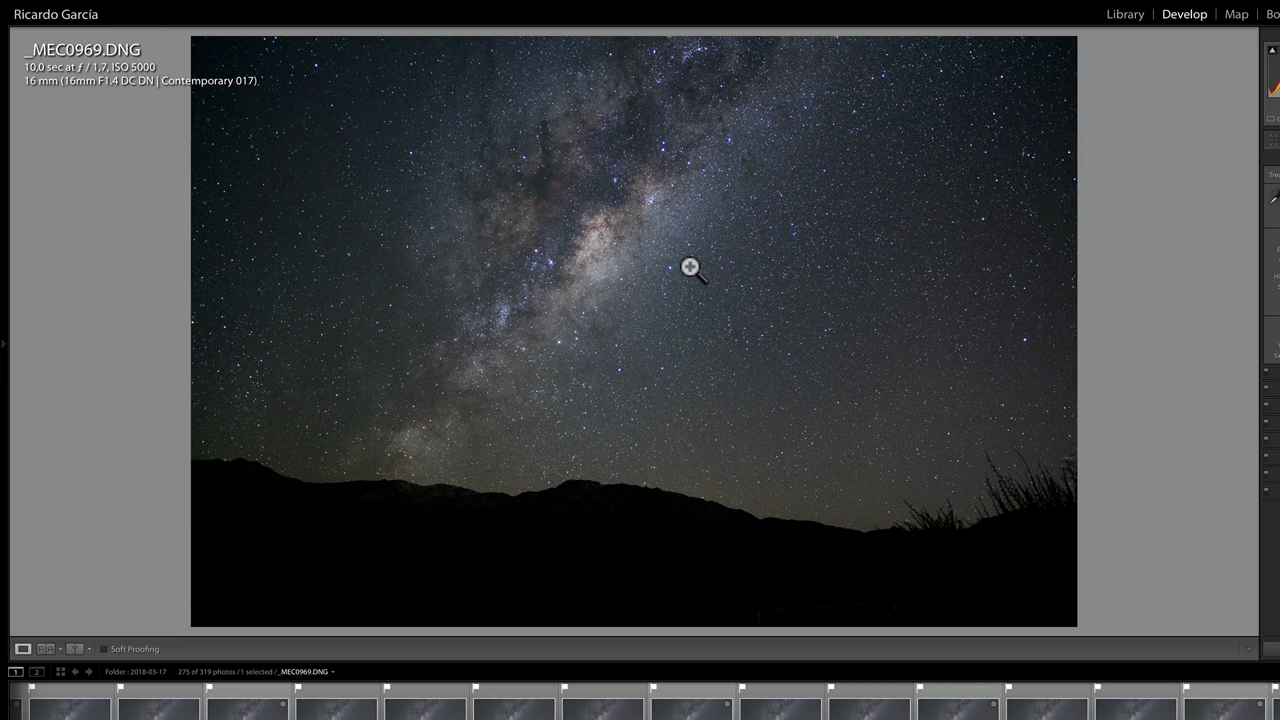 Ricardo García
Library | Develop | Map |
_MEC0969.DNG
10,0 sec at ƒ / 1,7, ISO 5000
16 mm (16mm F1.4 DC DN | Contemporary 017)
Soft Proofing
1 2 Folder : 2018-03-17 275 of 319 photos / 1 selected / _MEC0969.DNG